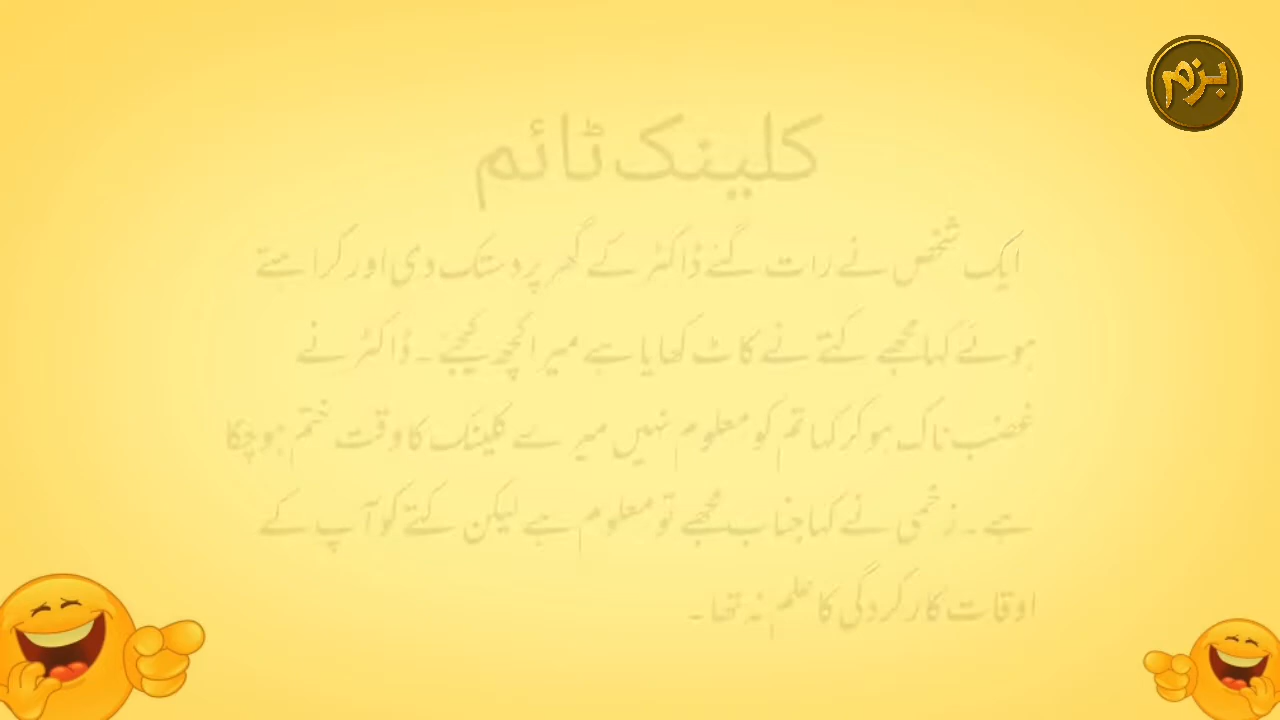 بزم
کلینک ٹائم
ایک شخص نے رات گئے ڈاکٹر کے گھر پر دستک دی اور کراہتے
ہوئے کہا مجھے کتے نے کاٹ کھایا ہے میرا کچھ کیجئے۔ ڈاکٹر نے
غضب ناک ہو کر کہا تم کو معلوم نہیں میرے کلینک کا وقت ختم ہو چکا
ہے۔ زخمی نے کہا جناب مجھے تو معلوم ہے لیکن کتے کو آپ کے
اوقات کار کردگی کا علم نہ تھا۔